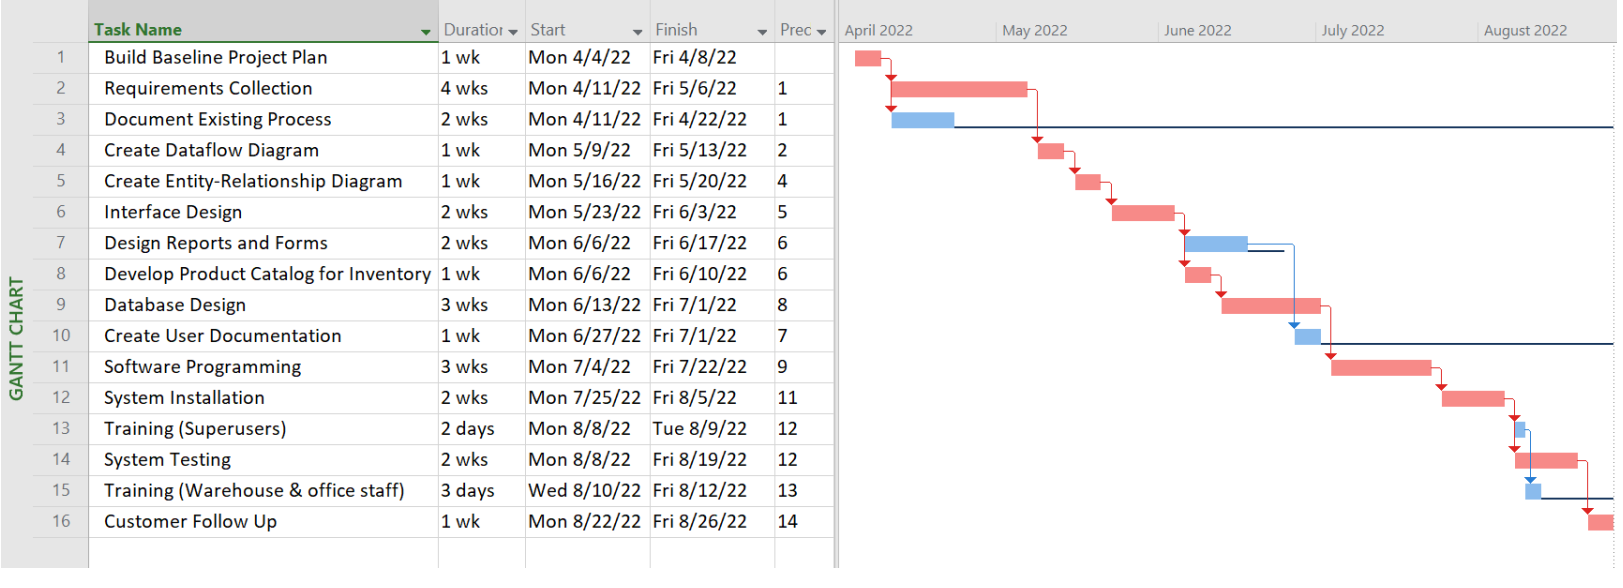 Task Name Duration Start Finish Prec April 2022 May 2022 June 2022 July 2022 August 2022
1 Build Baseline Project Plan 1 wk Mon 4/4/22 Fri 4/8/22
2 Requirements Collection 4 wks Mon 4/11/22 Fri 5/6/22 1
3 Document Existing Process 2 wks Mon 4/11/22 Fri 4/22/22 1
4 Create Dataflow Diagram 1 wk Mon 5/9/22 Fri 5/13/22 2
5 Create Entity-Relationship Diagram 1 wk Mon 5/16/22 Fri 5/20/22 4
6 Interface Design 2 wks Mon 5/23/22 Fri 6/3/22 5
7 Design Reports and Forms 2 wks Mon 6/6/22 Fri 6/17/22 6
8 Develop Product Catalog for Inventory 1 wk Mon 6/6/22 Fri 6/10/22 6
9 Database Design 3 wks Mon 6/13/22 Fri 7/1/22 8
10 Create User Documentation 1 wk Mon 6/27/22 Fri 7/1/22 7
11 Software Programming 3 wks Mon 7/4/22 Fri 7/22/22 9
12 System Installation 2 wks Mon 7/25/22 Fri 8/5/22 11
13 Training (Superusers) 2 days Mon 8/8/22 Tue 8/9/22 12
14 System Testing 2 wks Mon 8/8/22 Fri 8/19/22 12
15 Training (Warehouse & office staff) 3 days Wed 8/10/22 Fri 8/12/22 13
16 Customer Follow Up 1 wk Mon 8/22/22 Fri 8/26/22 14
GANTT CHART